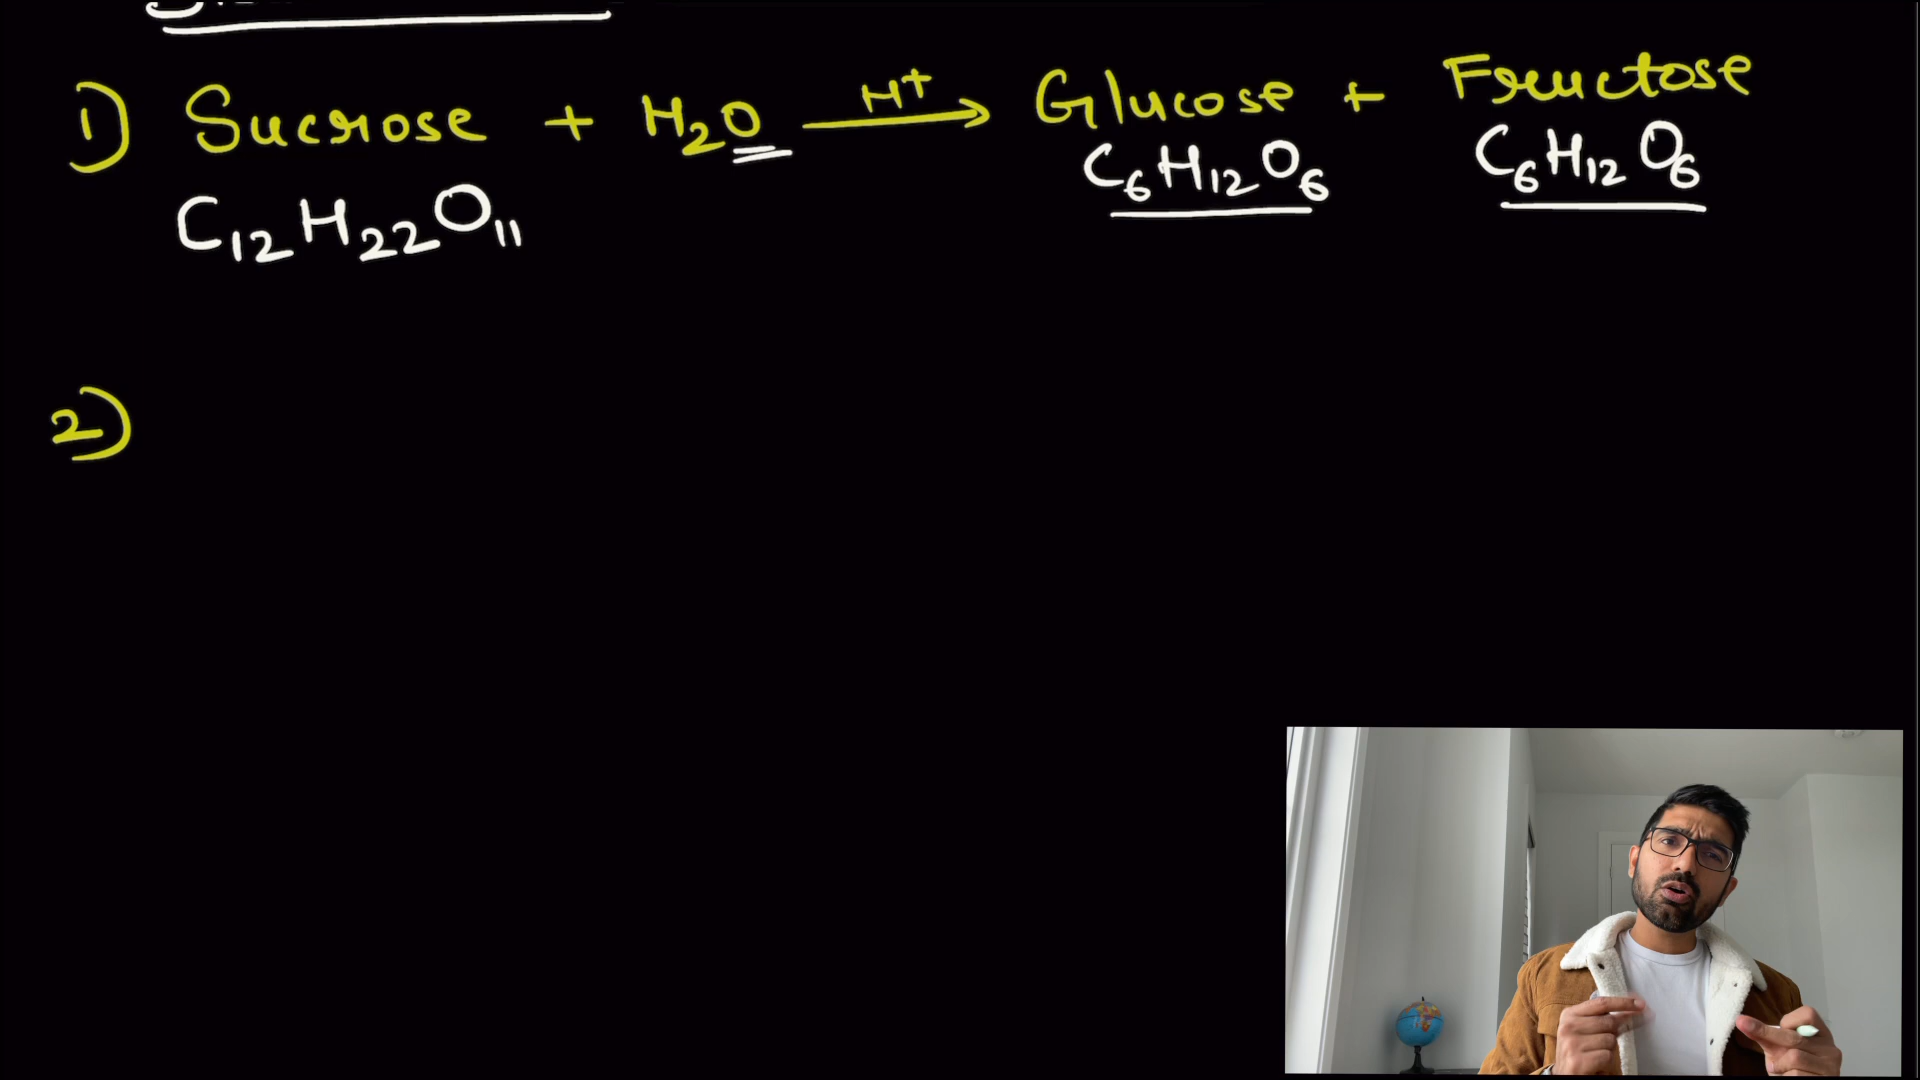 1) Sucrose + H₂O —H⁺→ Glucose + Fructose
C₁₂H₂₂O₁₁ C₆H₁₂O₆ C₆H₁₂O₆
2)